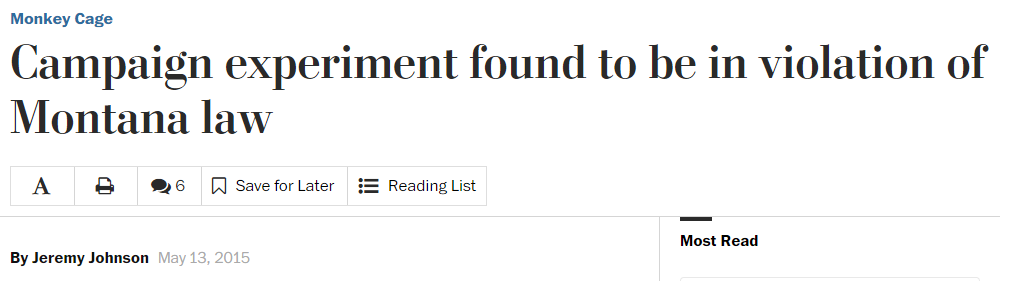 Monkey Cage
Campaign experiment found to be in violation of
Montana law
A 6 Save for Later Reading List
Most Read
By Jeremy Johnson May 13, 2015